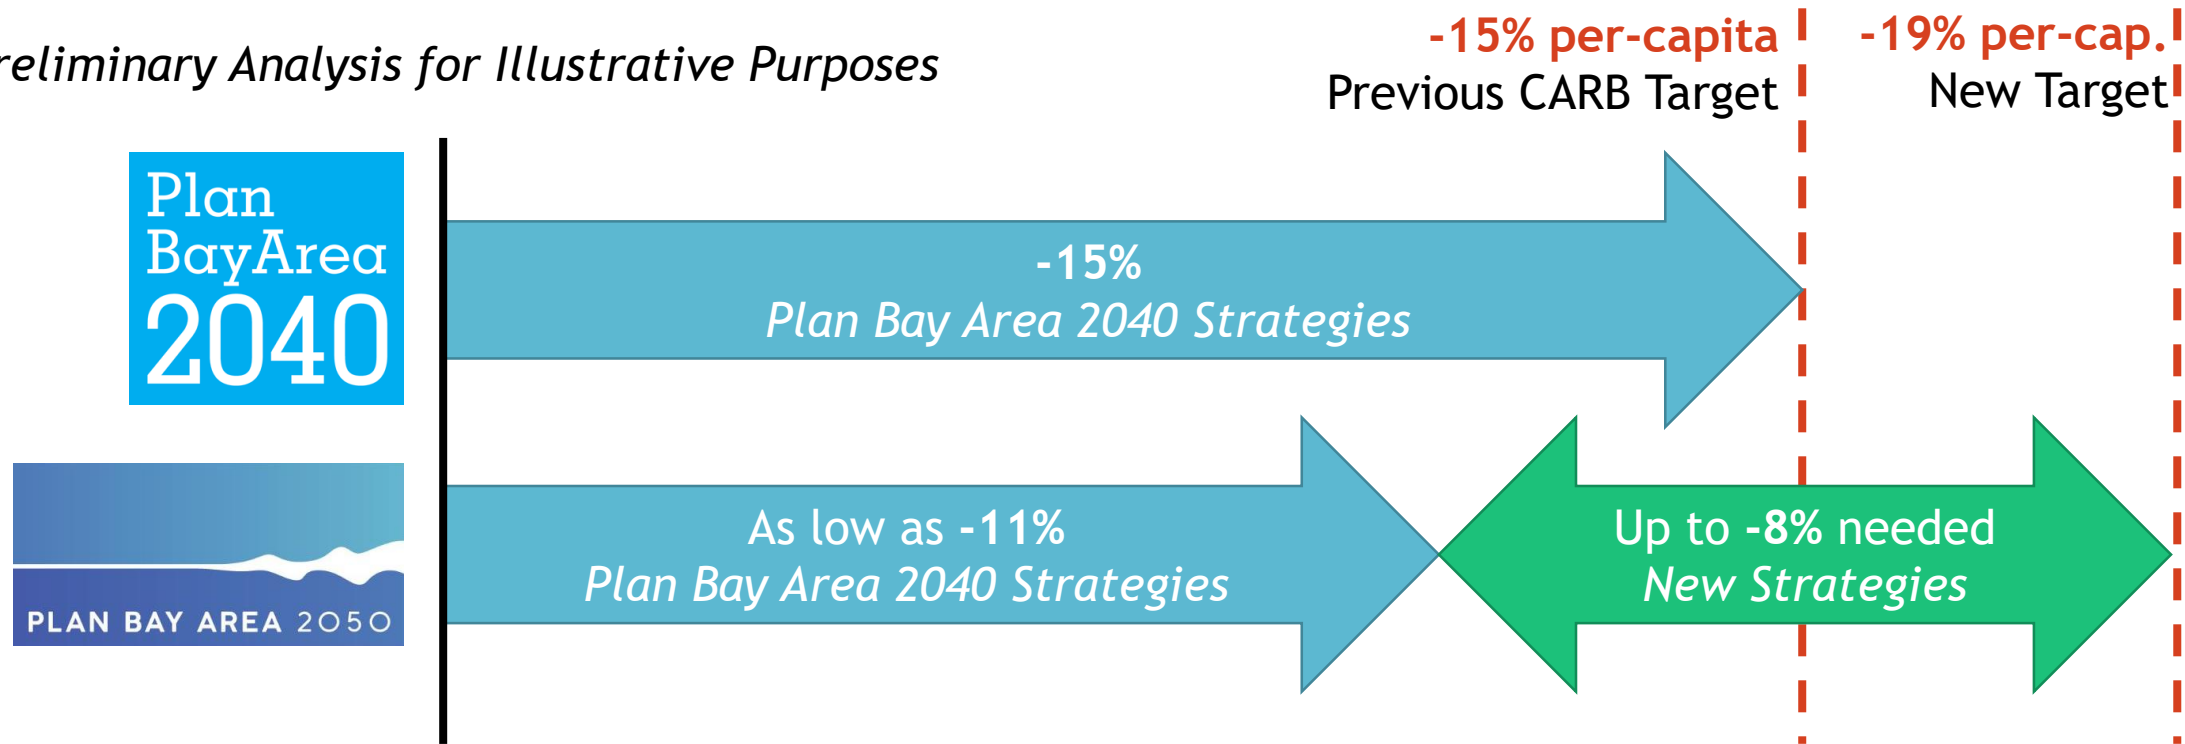 reliminary Analysis for Illustrative Purposes
-15% per-capita
Previous CARB Target
-19% per-cap.
New Target
Plan
BayArea
2040
-15%
Plan Bay Area 2040 Strategies
PLAN BAY AREA 2050
As low as -11%
Plan Bay Area 2040 Strategies
Up to -8% needed
New Strategies